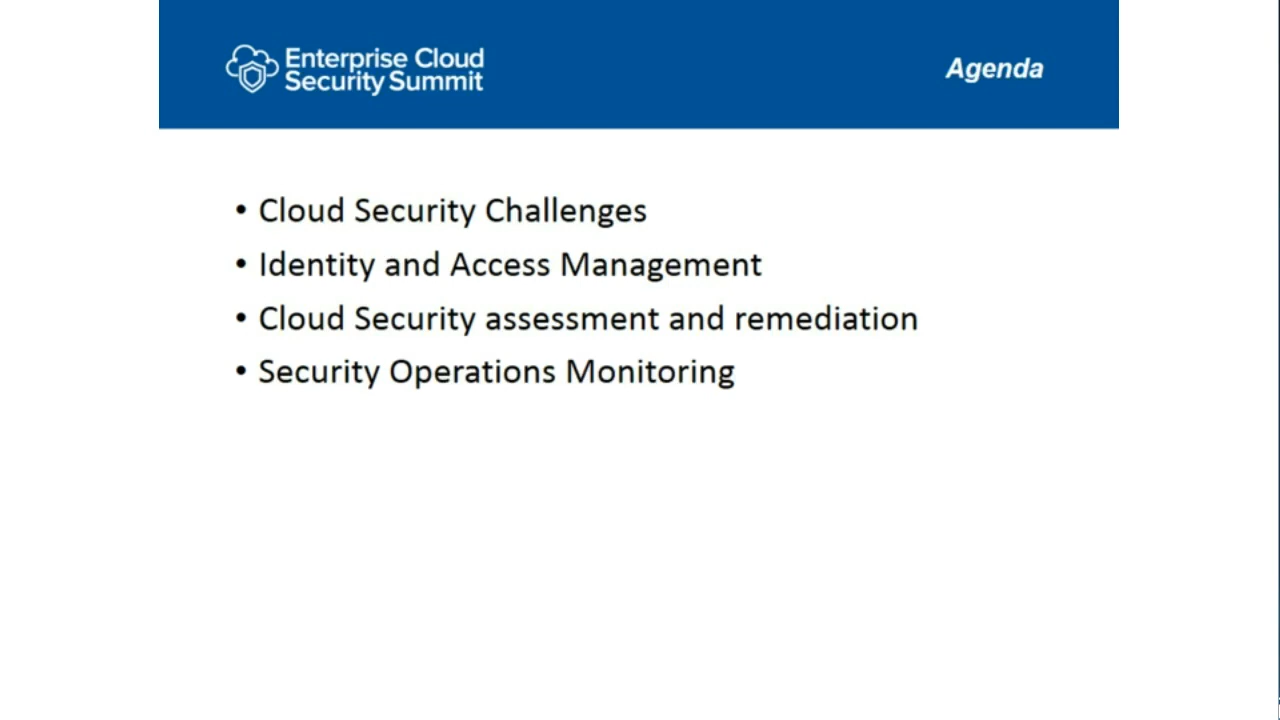 Enterprise Cloud
Security Summit
Agenda
• Cloud Security Challenges
• Identity and Access Management
• Cloud Security assessment and remediation
• Security Operations Monitoring